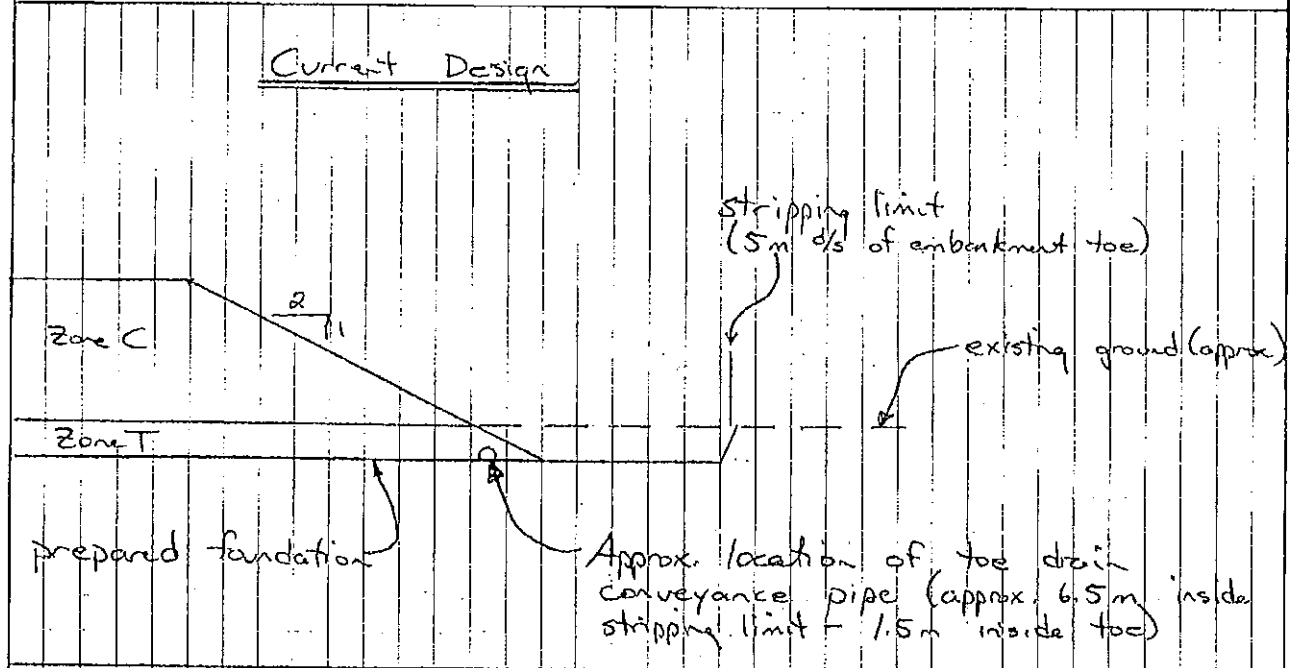 Current Design
stripping limit
(5m d/s of embankment toe)
2
1
Zone C
existing ground (approx)
Zone T
prepared foundation
Approx. location of toe drain
conveyance pipe (approx. 6.5m inside
stripping limit - 1.5m inside toe)